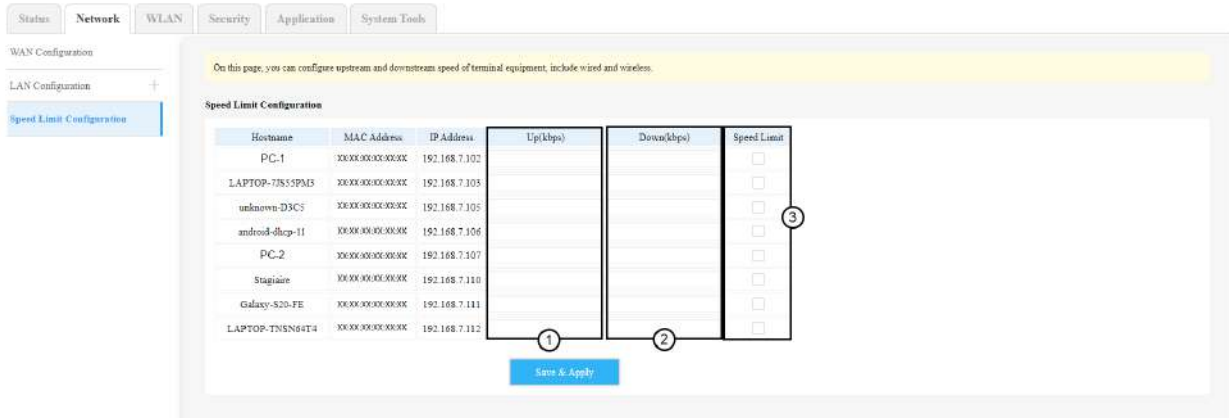 Status Network WLAN Security Application System Tools
WAN Configuration
LAN Configuration
Speed Limit Configuration
On this page, you can configure upstream and downstream speed of terminal equipment, include wired and wireless.
Speed Limit Configuration
Hostname MAC Address IP Address Up(kbps) Down(kbps) Speed Limit
PC-1 XX:XX:XX:XX:XX:XX 192.168.7.102
LAPTOP-7JS55PM3 XX:XX:XX:XX:XX:XX 192.168.7.103
unknown-D3C5 XX:XX:XX:XX:XX:XX 192.168.7.105
android-dhcp-11 XX:XX:XX:XX:XX:XX 192.168.7.106
PC-2 XX:XX:XX:XX:XX:XX 192.168.7.107
Stagiaire XX:XX:XX:XX:XX:XX 192.168.7.110
Galaxy-S20-FE XX:XX:XX:XX:XX:XX 192.168.7.111
LAPTOP-TNSN64T4 XX:XX:XX:XX:XX:XX 192.168.7.112
1 2 3
Save & Apply